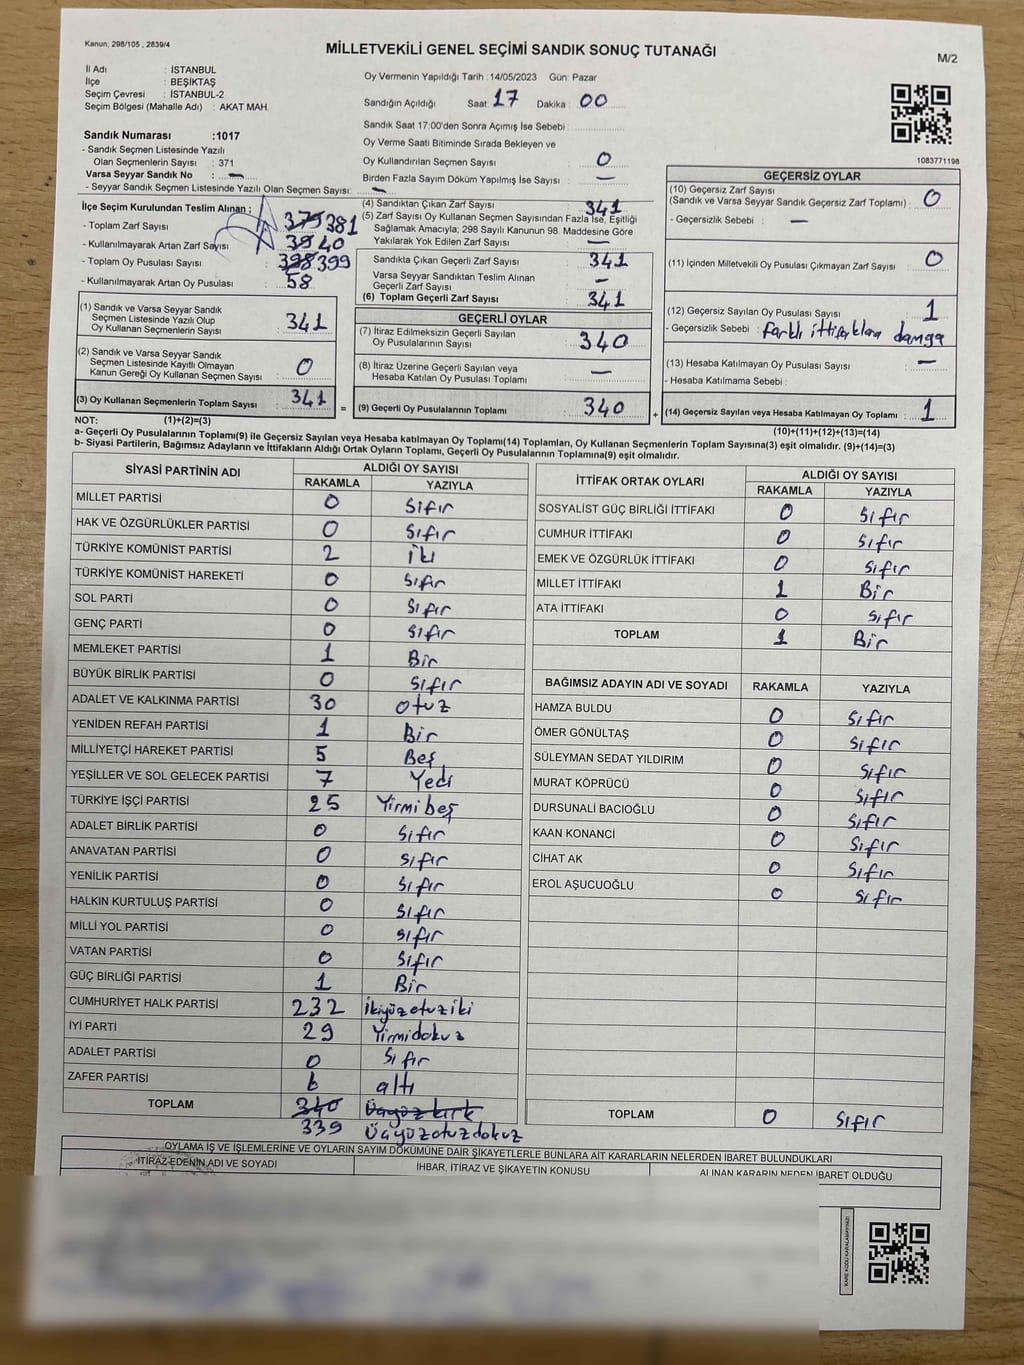 Kanun; 298/105 , 2839/4
MİLLETVEKİLİ GENEL SEÇİMİ SANDIK SONUÇ TUTANAĞI
M/2
İl Adı : İSTANBUL
İlçe : BEŞİKTAŞ
Seçim Çevresi : İSTANBUL-2
Seçim Bölgesi (Mahalle Adı) : AKAT MAH.
Oy Vermenin Yapıldığı Tarih : 14/05/2023 Gün: Pazar
Sandığın Açıldığı Saat: 17 Dakika : 00
Sandık Saat 17:00'den Sonra Açımış İse Sebebi :
Sandık Numarası :1017
- Sandık Seçmen Listesinde Yazılı
Olan Seçmenlerin Sayısı : 371
Varsa Seyyar Sandık No : —
- Seyyar Sandık Seçmen Listesinde Yazılı Olan Seçmen Sayısı: —
Oy Verme Saati Bitiminde Sırada Bekleyen ve
Oy Kullandırılan Seçmen Sayısı : 0
Birden Fazla Sayım Döküm Yapılmış İse Sayısı : —
1083771198
İlçe Seçim Kurulundan Teslim Alınan :
- Toplam Zarf Sayısı : 379 381
- Kullanılmayarak Artan Zarf Sayısı : 39 40
- Toplam Oy Pusulası Sayısı : 398 399
- Kullanılmayarak Artan Oy Pusulası : 58
(4) Sandıktan Çıkan Zarf Sayısı : 341
(5) Zarf Sayısı Oy Kullanan Seçmen Sayısından Fazla İse, Eşitliği
Sağlamak Amacıyla; 298 Sayılı Kanunun 98. Maddesine Göre
Yakılarak Yok Edilen Zarf Sayısı : —
Sandıkta Çıkan Geçerli Zarf Sayısı : 341
Varsa Seyyar Sandıktan Teslim Alınan
Geçerli Zarf Sayısı : —
(6) Toplam Geçerli Zarf Sayısı : 341
GEÇERSİZ OYLAR
(10) Geçersiz Zarf Sayısı
(Sandık ve Varsa Seyyar Sandık Geçersiz Zarf Toplamı) : 0
- Geçersizlik Sebebi : —
(11) İçinden Milletvekili Oy Pusulası Çıkmayan Zarf Sayısı : 0
(12) Geçersiz Sayılan Oy Pusulası Sayısı : 1
- Geçersizlik Sebebi : farklı ittifaklara damga
(13) Hesaba Katılmayan Oy Pusulası Sayısı : —
- Hesaba Katılmama Sebebi :
(14) Geçersiz Sayılan veya Hesaba Katılmayan Oy Toplamı : 1
(10)+(11)+(12)+(13)=(14)
(1) Sandık ve Varsa Seyyar Sandık
Seçmen Listesinde Yazılı Olup
Oy Kullanan Seçmenlerin Sayısı : 341
(2) Sandık ve Varsa Seyyar Sandık
Seçmen Listesinde Kayıtlı Olmayan
Kanun Gereği Oy Kullanan Seçmen Sayısı : 0
(3) Oy Kullanan Seçmenlerin Toplam Sayısı : 341 =
(1)+(2)=(3)
GEÇERLİ OYLAR
(7) İtiraz Edilmeksizin Geçerli Sayılan
Oy Pusulalarının Sayısı : 340
(8) İtiraz Üzerine Geçerli Sayılan veya
Hesaba Katılan Oy Pusulası Toplamı : —
(9) Geçerli Oy Pusulalarının Toplamı : 340 +
NOT:
a- Geçerli Oy Pusulalarının Toplamı(9) ile Geçersiz Sayılan veya Hesaba katılmayan Oy Toplamı(14) Toplamları, Oy Kullanan Seçmenlerin Toplam Sayısına(3) eşit olmalıdır. (9)+(14)=(3)
b- Siyasi Partilerin, Bağımsız Adayların ve İttifakların Aldığı Ortak Oyların Toplamı, Geçerli Oy Pusulalarının Toplamına(9) eşit olmalıdır.
SİYASİ PARTİNİN ADI ALDIĞI OY SAYISI
RAKAMLA YAZIYLA
MİLLET PARTİSİ 0 Sıfır
HAK VE ÖZGÜRLÜKLER PARTİSİ 0 Sıfır
TÜRKİYE KOMÜNİST PARTİSİ 2 İki
TÜRKİYE KOMÜNİST HAREKETİ 0 Sıfır
SOL PARTİ 0 Sıfır
GENÇ PARTİ 0 Sıfır
MEMLEKET PARTİSİ 1 Bir
BÜYÜK BİRLİK PARTİSİ 0 Sıfır
ADALET VE KALKINMA PARTİSİ 30 Otuz
YENİDEN REFAH PARTİSİ 1 Bir
MİLLİYETÇİ HAREKET PARTİSİ 5 Beş
YEŞİLLER VE SOL GELECEK PARTİSİ 7 Yedi
TÜRKİYE İŞÇİ PARTİSİ 25 Yirmi beş
ADALET BİRLİK PARTİSİ 0 Sıfır
ANAVATAN PARTİSİ 0 Sıfır
YENİLİK PARTİSİ 0 Sıfır
HALKIN KURTULUŞ PARTİSİ 0 Sıfır
MİLLİ YOL PARTİSİ 0 Sıfır
VATAN PARTİSİ 0 Sıfır
GÜÇ BİRLİĞİ PARTİSİ 1 Bir
CUMHURİYET HALK PARTİSİ 232 ikiyüzotuziki
İYİ PARTİ 29 Yirmidokuz
ADALET PARTİSİ 0 Sıfır
ZAFER PARTİSİ 6 altı
TOPLAM 340 Üçyüzkırk
339 Üçyüzotuzdokuz
İTTİFAK ORTAK OYLARI ALDIĞI OY SAYISI
RAKAMLA YAZIYLA
SOSYALİST GÜÇ BİRLİĞİ İTTİFAKI 0 Sıfır
CUMHUR İTTİFAKI 0 Sıfır
EMEK VE ÖZGÜRLÜK İTTİFAKI 0 Sıfır
MİLLET İTTİFAKI 1 Bir
ATA İTTİFAKI 0 Sıfır
TOPLAM 1 Bir
BAĞIMSIZ ADAYIN ADI VE SOYADI RAKAMLA YAZIYLA
HAMZA BULDU 0 Sıfır
ÖMER GÖNÜLTAŞ 0 Sıfır
SÜLEYMAN SEDAT YILDIRIM 0 Sıfır
MURAT KÖPRÜCÜ 0 Sıfır
DURSUNALİ BACIOĞLU 0 Sıfır
KAAN KONANCİ 0 Sıfır
CİHAT AK 0 Sıfır
EROL AŞUCUOĞLU 0 Sıfır
TOPLAM 0 Sıfır
OYLAMA İŞ VE İŞLEMLERİNE VE OYLARIN SAYIM DÖKÜMÜNE DAİR ŞİKAYETLERLE BUNLARA AİT KARARLARIN NELERDEN İBARET BULUNDUKLARI
İTİRAZ EDENİN ADI VE SOYADI İHBAR, İTİRAZ VE ŞİKAYETİN KONUSU ALINAN KARARIN NEDEN İBARET OLDUĞU
KARE KODU KARALAMAYINIZ!